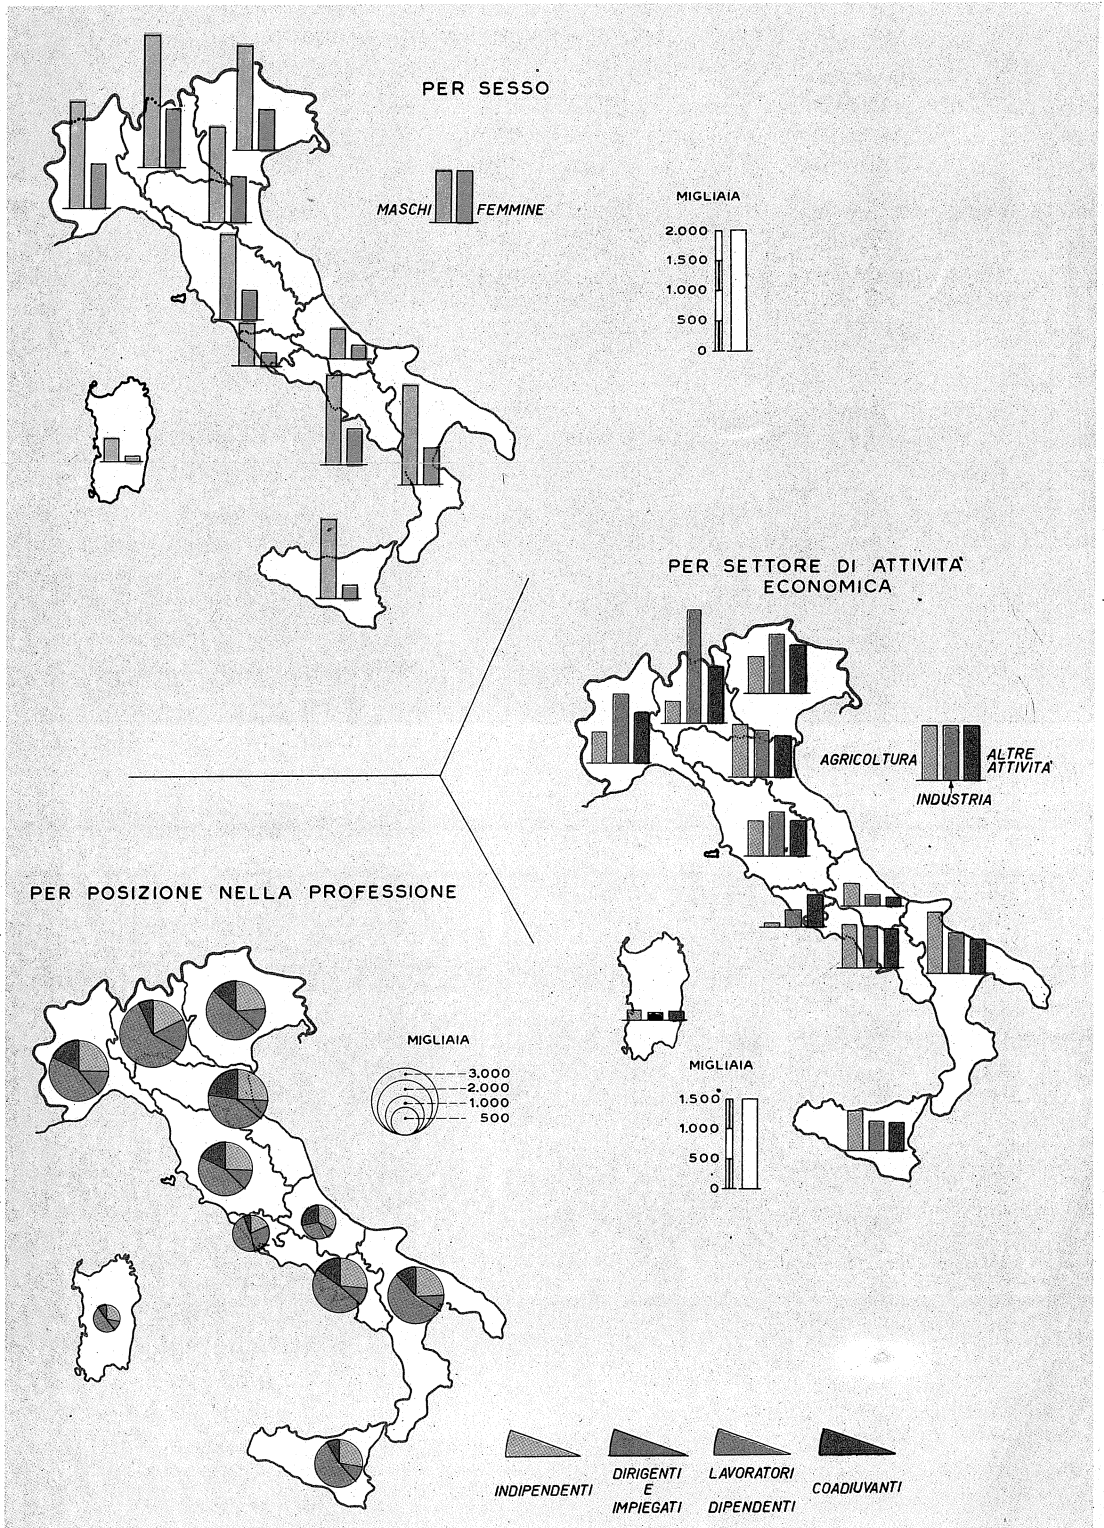 PER SESSO
MASCHI
FEMMINE
MIGLIAIA
2.000
1.500
1.000
500
0
PER SETTORE DI ATTIVITA'
ECONOMICA
AGRICOLTURA
ALTRE
ATTIVITA'
INDUSTRIA
PER POSIZIONE NELLA PROFESSIONE
MIGLIAIA
3.000
2.000
1.000
500
MIGLIAIA
1.500
1.000
500
0
INDIPENDENTI
DIRIGENTI
E
IMPIEGATI
LAVORATORI
DIPENDENTI
COADIUVANTI